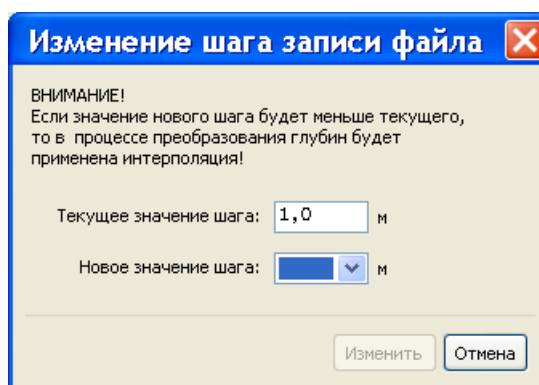 Изменение шага записи файла
ВНИМАНИЕ!
Если значение нового шага будет меньше текущего,
то в процессе преобразования глубин будет
применена интерполяция!
Текущее значение шага: 1,0 м
Новое значение шага: м
Изменить Отмена